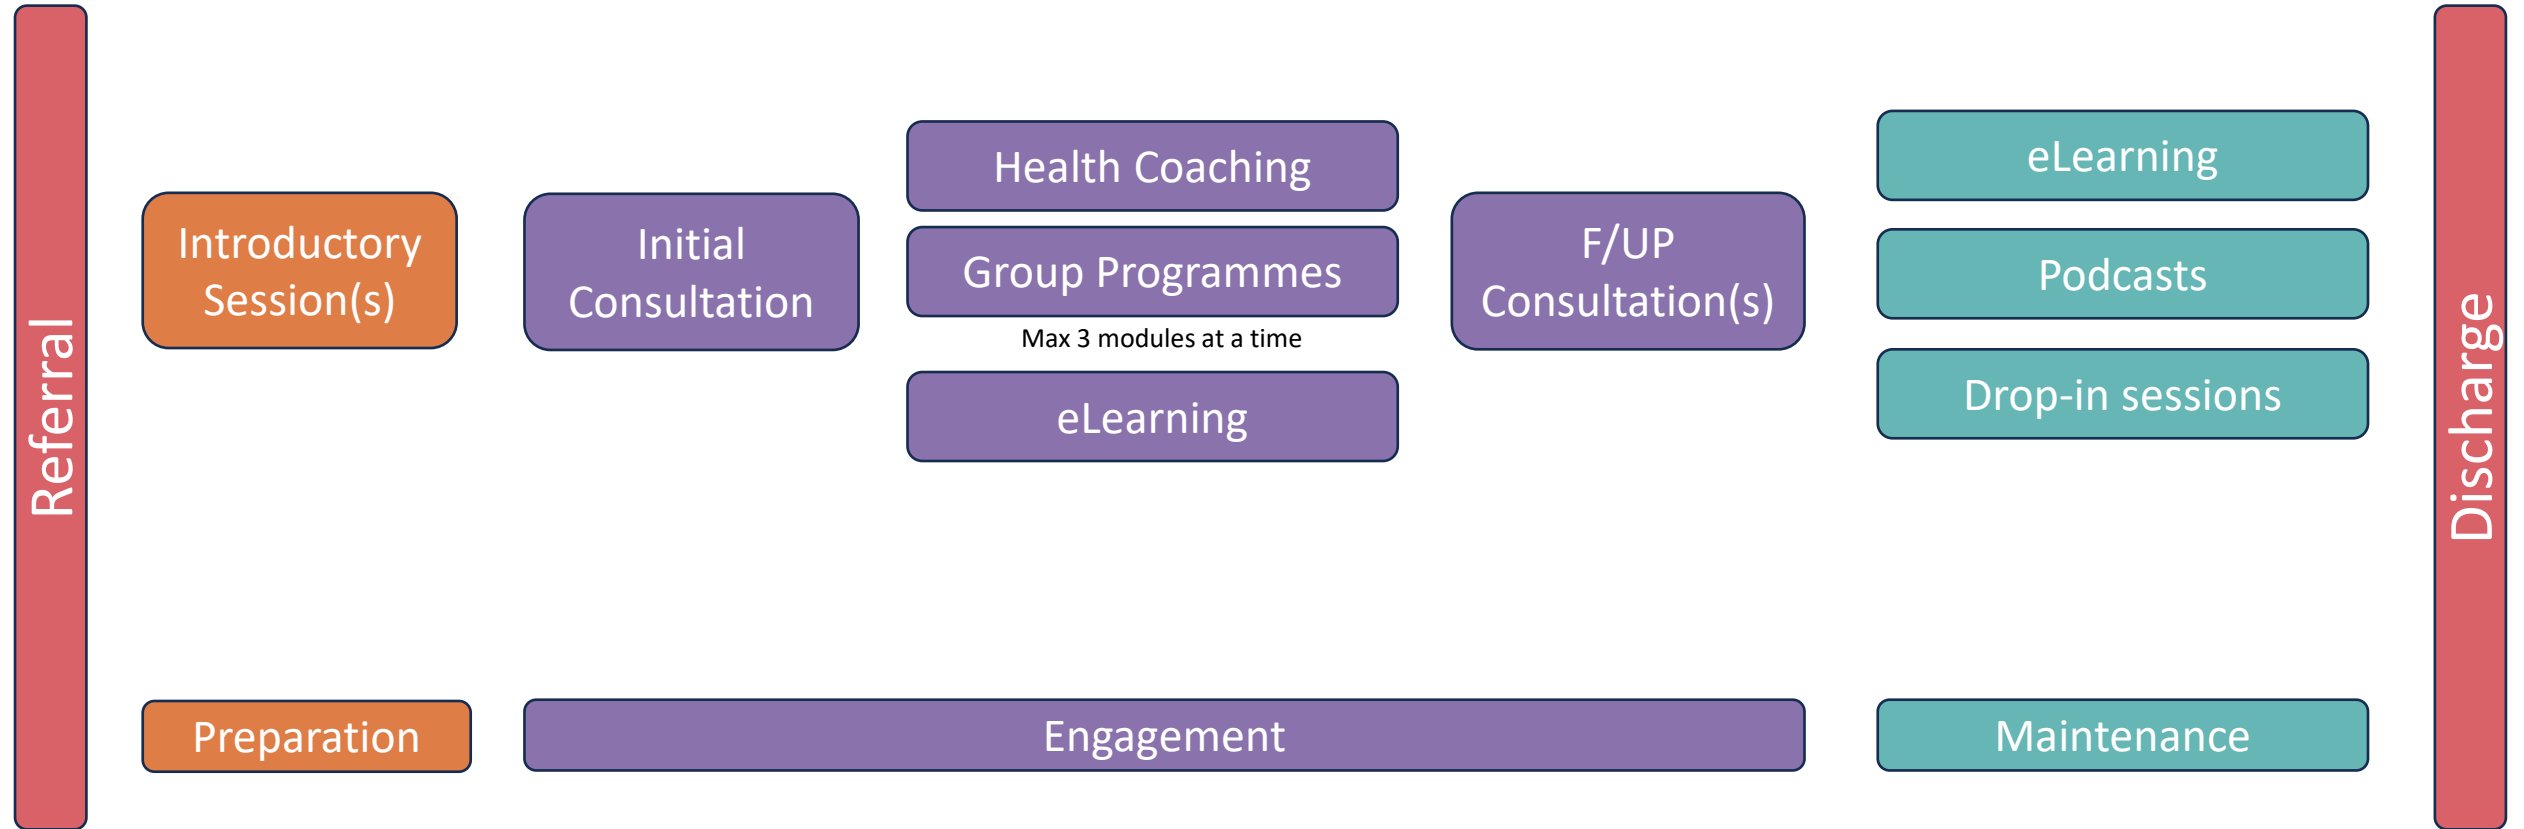 Referral
Introductory
Session(s)
Initial
Consultation
Health Coaching
Group Programmes
Max 3 modules at a time
eLearning
F/UP
Consultation(s)
eLearning
Podcasts
Drop-in sessions
Discharge
Preparation
Engagement
Maintenance